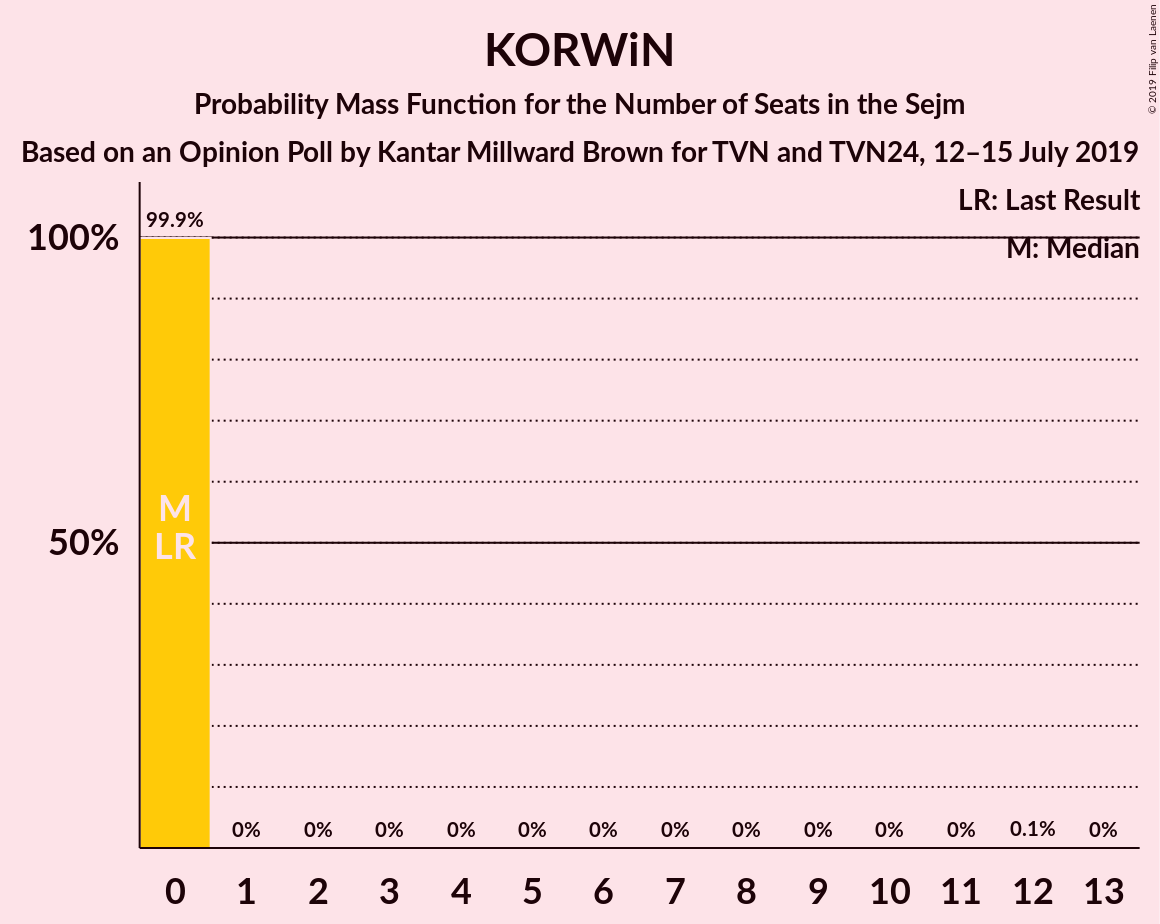 KORWiN
Probability Mass Function for the Number of Seats in the Sejm
Based on an Opinion Poll by Kantar Millward Brown for TVN and TVN24, 12–15 July 2019
© 2019 Filip van Laenen
LR: Last Result
M: Median
99.9%
100%
50%
M
LR
0% 0% 0% 0% 0% 0% 0% 0% 0% 0% 0% 0.1% 0%
0 1 2 3 4 5 6 7 8 9 10 11 12 13